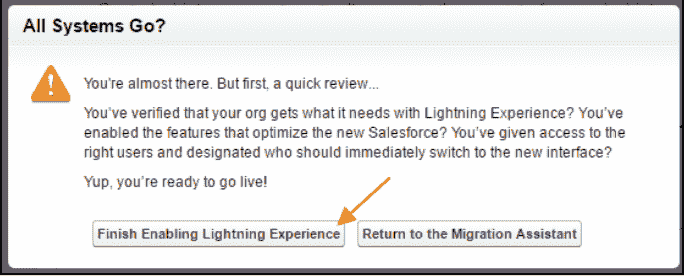 All Systems Go?
You're almost there. But first, a quick review...
You've verified that your org gets what it needs with Lightning Experience? You've
enabled the features that optimize the new Salesforce? You've given access to the
right users and designated who should immediately switch to the new interface?
Yup, you're ready to go live!
Finish Enabling Lightning Experience Return to the Migration Assistant